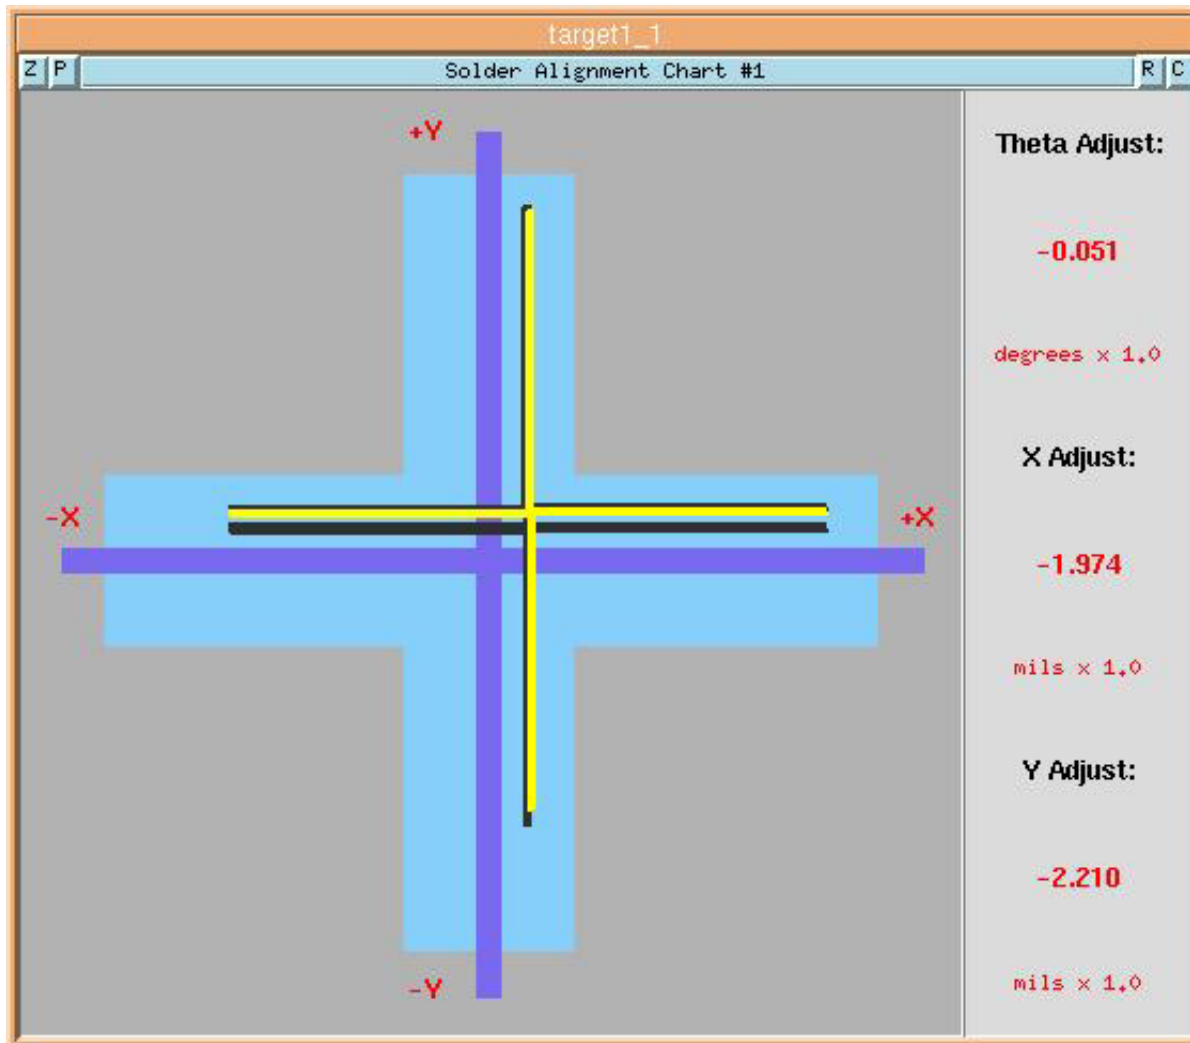 target1_1
Z P Solder Alignment Chart #1 R C
+Y
-X
+X
-Y
Theta Adjust:
-0.051
degrees x 1.0
X Adjust:
-1.974
mils x 1.0
Y Adjust:
-2.210
mils x 1.0